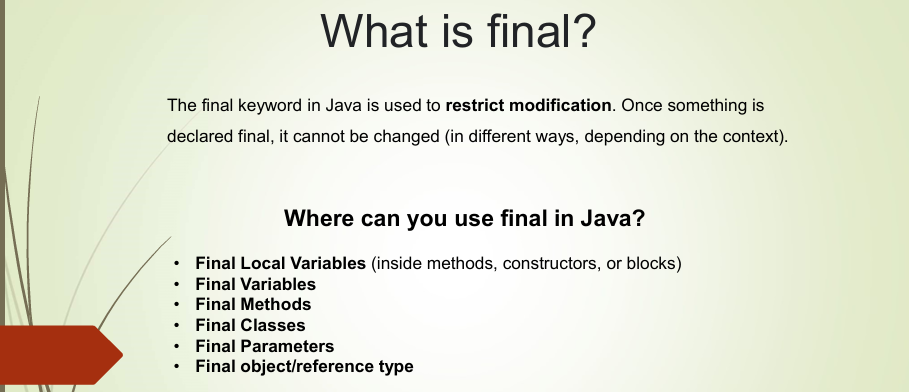 What is final?
The final keyword in Java is used to restrict modification. Once something is
declared final, it cannot be changed (in different ways, depending on the context).
Where can you use final in Java?
• Final Local Variables (inside methods, constructors, or blocks)
• Final Variables
• Final Methods
• Final Classes
• Final Parameters
• Final object/reference type